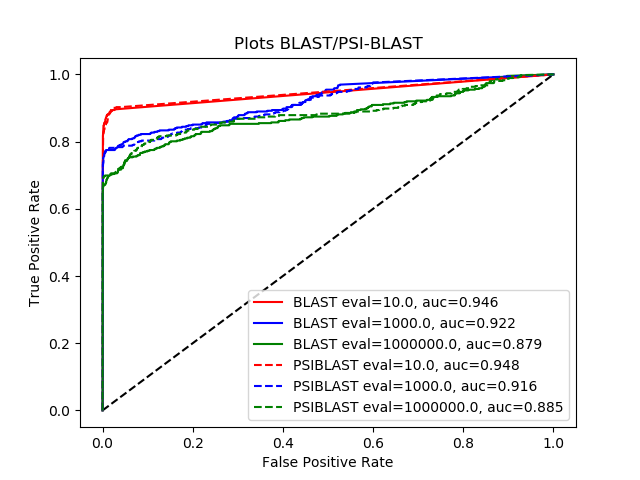 Plots BLAST/PSI-BLAST
True Positive Rate
1.0
0.8
0.6
0.4
0.2
0.0
BLAST eval=10.0, auc=0.946
BLAST eval=1000.0, auc=0.922
BLAST eval=1000000.0, auc=0.879
PSIBLAST eval=10.0, auc=0.948
PSIBLAST eval=1000.0, auc=0.916
PSIBLAST eval=1000000.0, auc=0.885
0.0 0.2 0.4 0.6 0.8 1.0
False Positive Rate